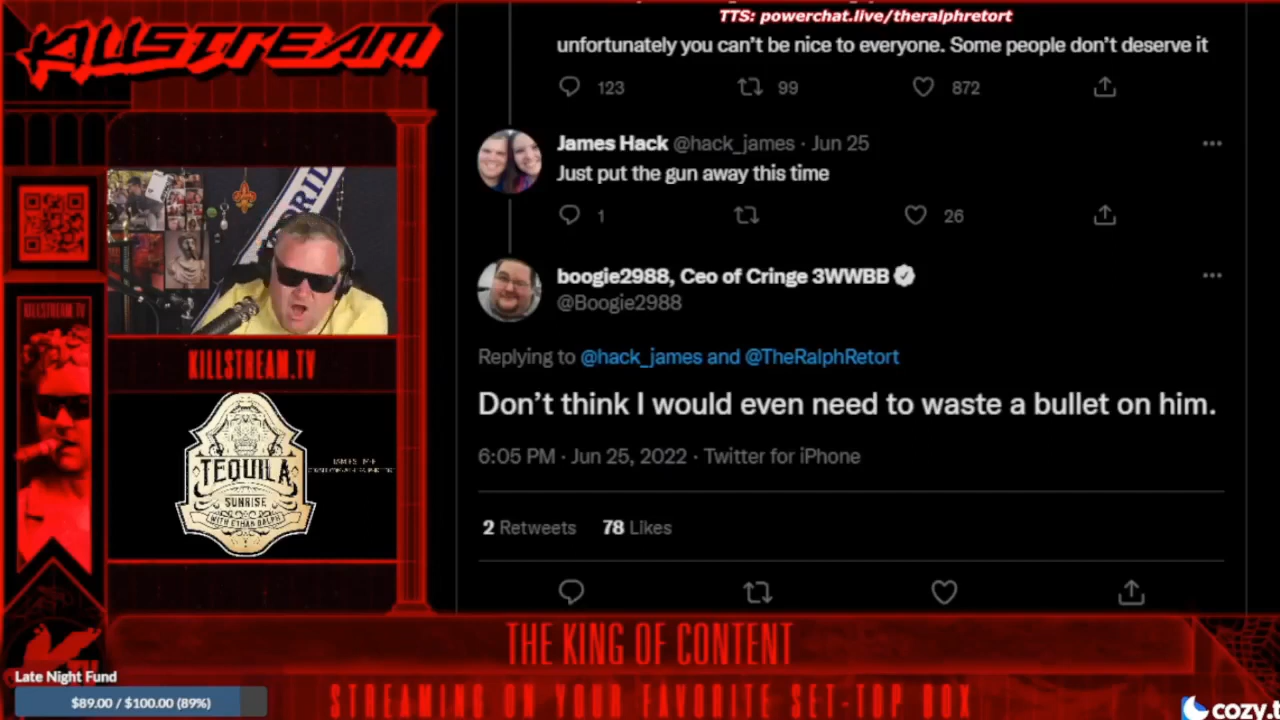 KILLSTREAM
TTS: powerchat.live/theralphretort
unfortunately you can't be nice to everyone. Some people don't deserve it
123 99 872
James Hack @hack_james · Jun 25
Just put the gun away this time
1 26
boogie2988, Ceo of Cringe 3WWBB
@Boogie2988
Replying to @hack_james and @TheRalphRetort
Don't think I would even need to waste a bullet on him.
6:05 PM · Jun 25, 2022 · Twitter for iPhone
2 Retweets 78 Likes
KILLSTREAM.TV
KILLSTREAM.TV
TEQUILA
SUNRISE
WITH ETHAN RALPH
THE KING OF CONTENT
STREAMING ON YOUR FAVORITE SET-TOP BOX
Late Night Fund
$89.00 / $100.00 (89%)
cozy.t